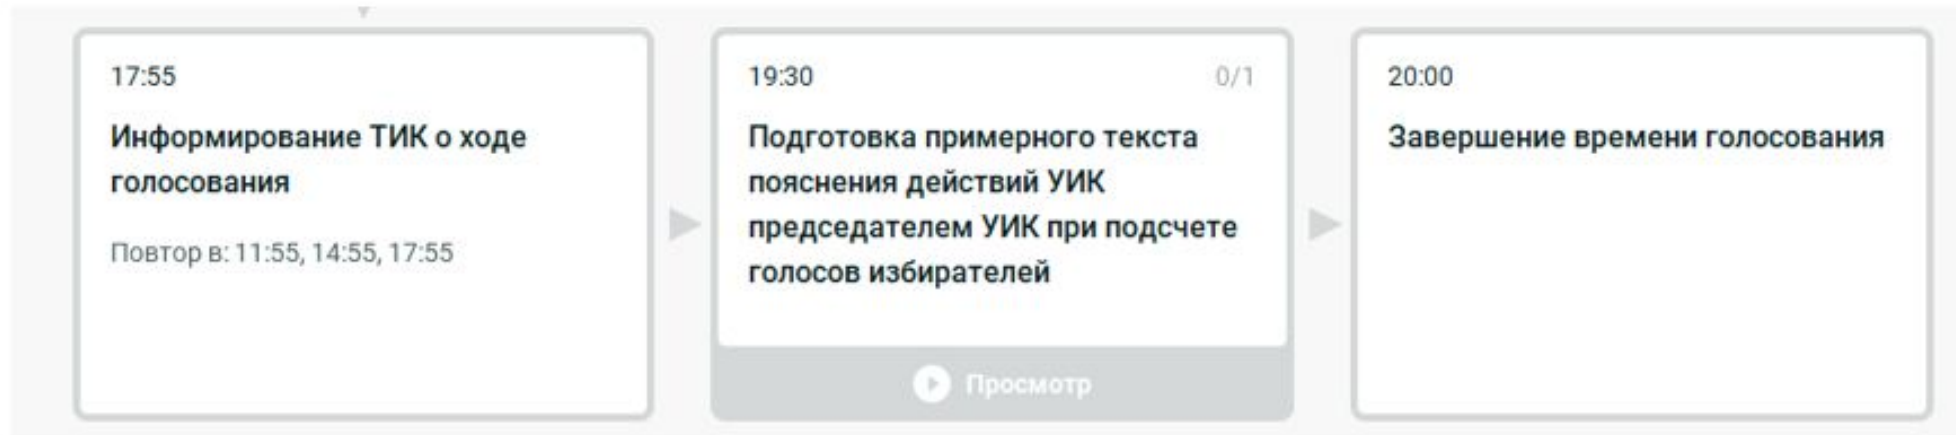 17:55
Информирование ТИК о ходе
голосования
Повтор в: 11:55, 14:55, 17:55
19:30
0/1
Подготовка примерного текста
пояснения действий УИК
председателем УИК при подсчете
голосов избирателей
Просмотр
20:00
Завершение времени голосования